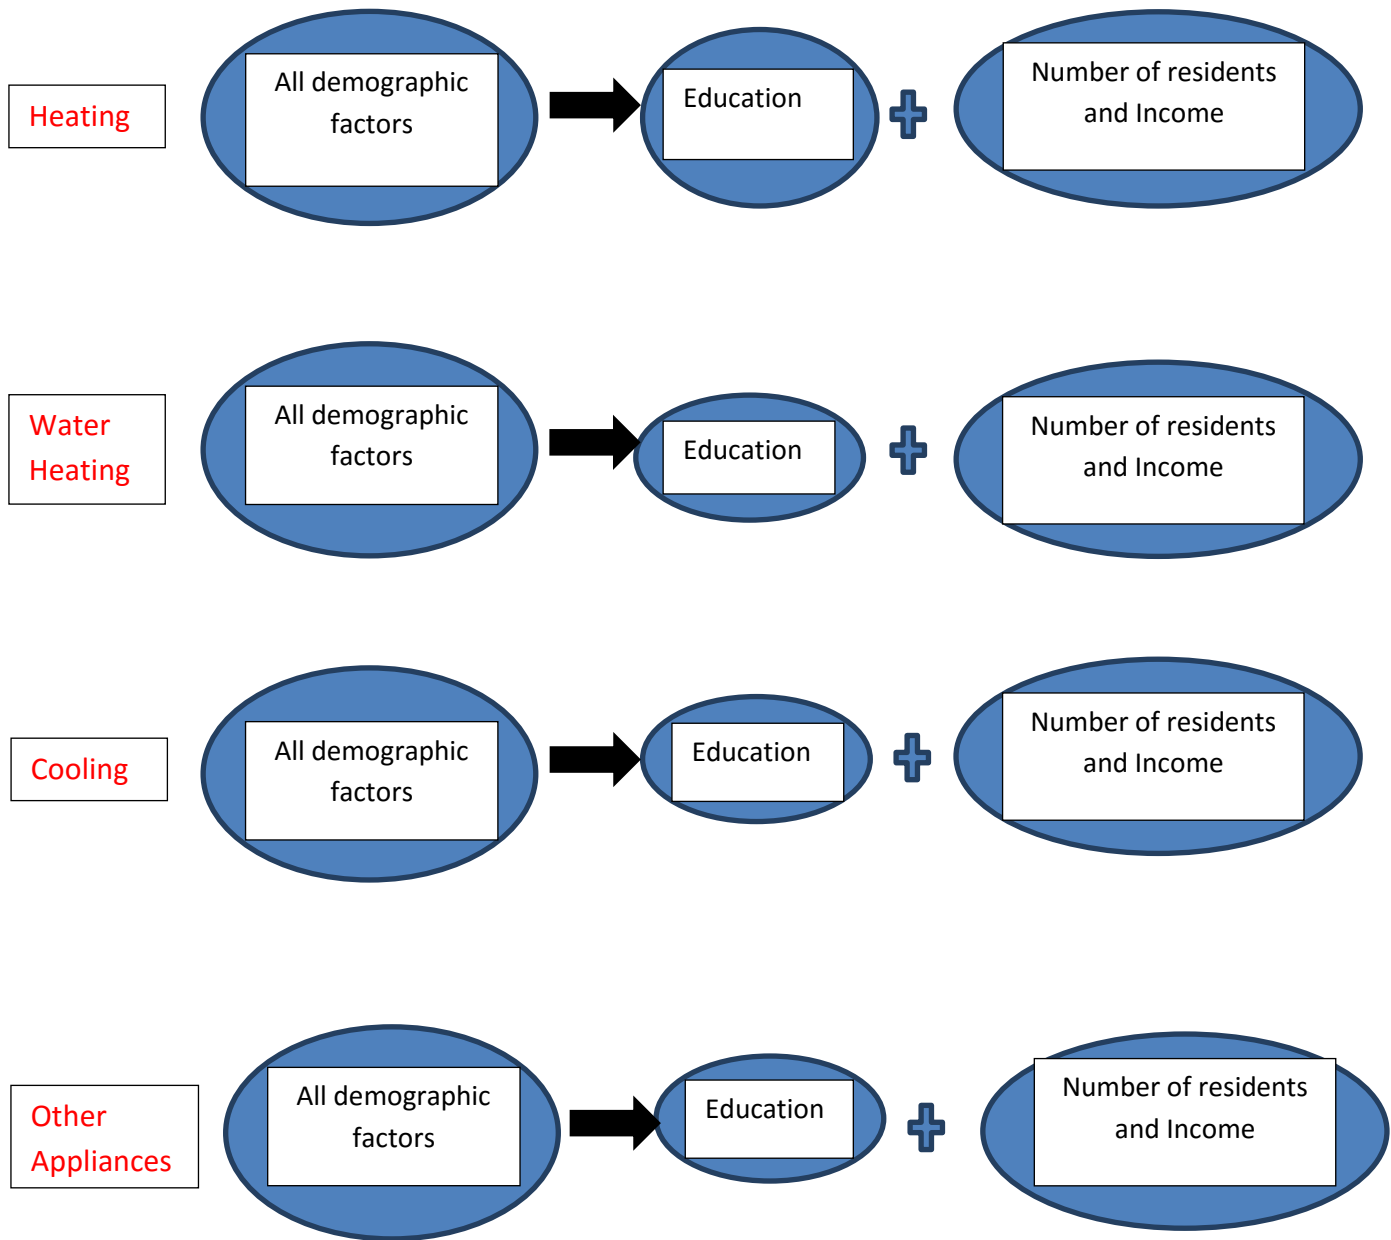 Heating
All demographic
factors
Education
Number of residents
and Income
Water
Heating
All demographic
factors
Education
Number of residents
and Income
Cooling
All demographic
factors
Education
Number of residents
and Income
Other
Appliances
All demographic
factors
Education
Number of residents
and Income